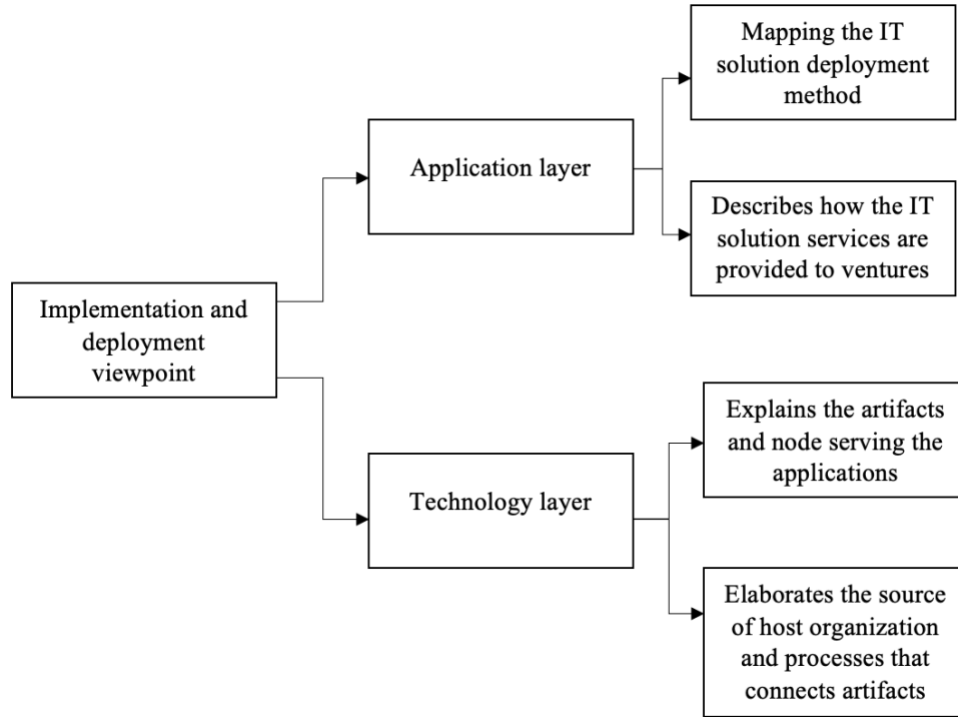 Implementation and
deployment
viewpoint
Application layer
Mapping the IT
solution deployment
method
Describes how the IT
solution services are
provided to ventures
Technology layer
Explains the artifacts
and node serving the
applications
Elaborates the source
of host organization
and processes that
connects artifacts